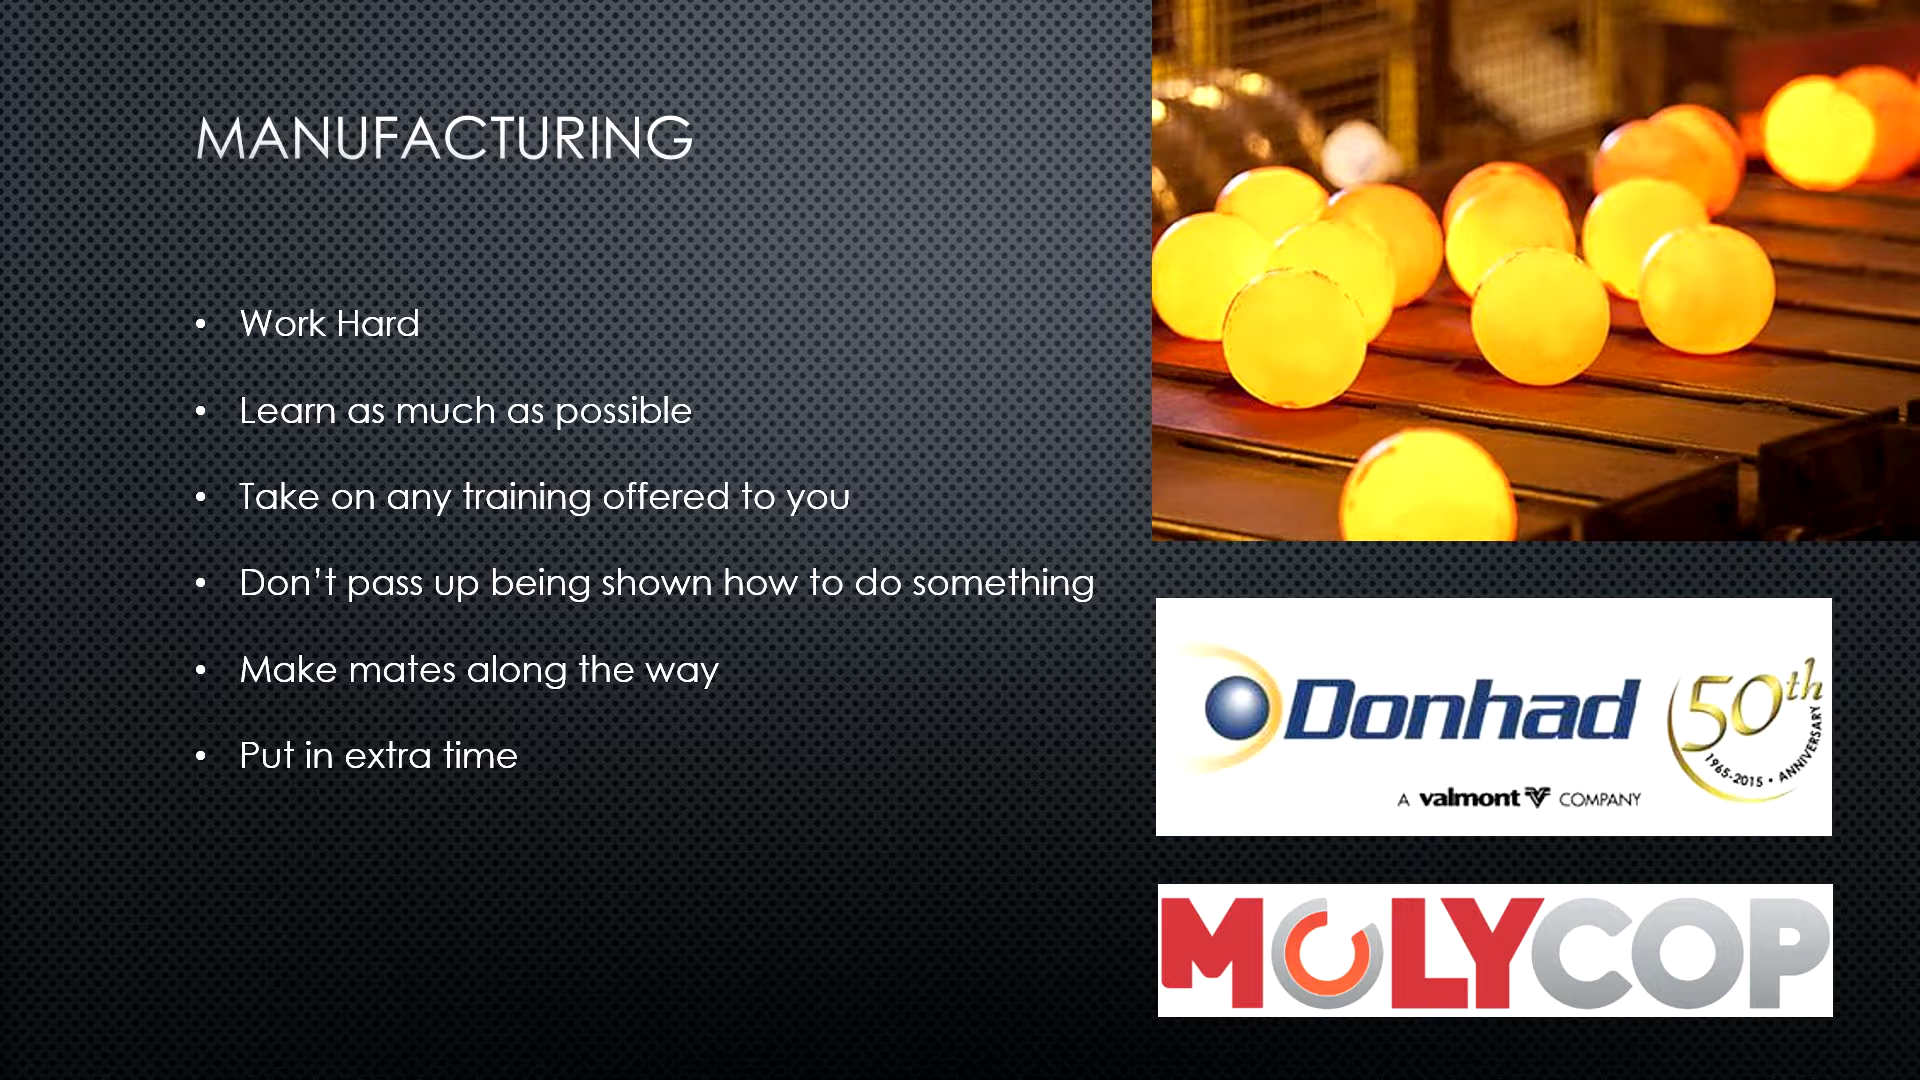 MANUFACTURING
• Work Hard
• Learn as much as possible
• Take on any training offered to you
• Don’t pass up being shown how to do something
• Make mates along the way
• Put in extra time
Donhad
50th
1965-2015 • ANNIVERSARY
A valmont COMPANY
MOLYCOP